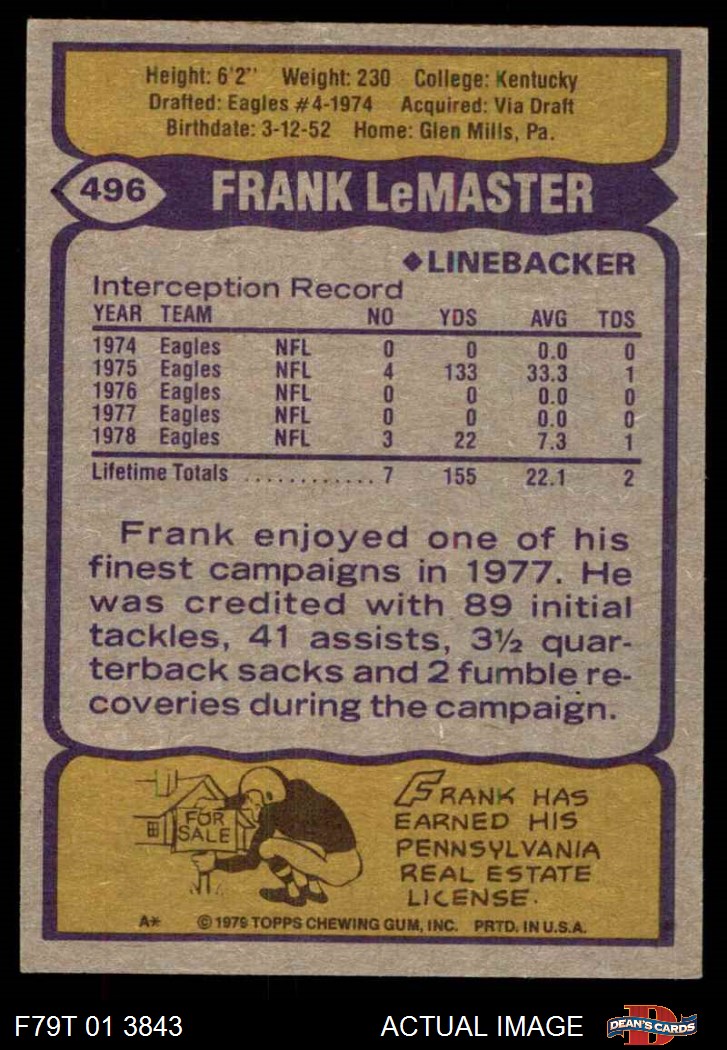 Height: 6'2" Weight: 230 College: Kentucky
Drafted: Eagles #4-1974 Acquired: Via Draft
Birthdate: 3-12-52 Home: Glen Mills, Pa.
496 FRANK LeMASTER
◆LINEBACKER
Interception Record
YEAR TEAM NO YDS AVG TDS
1974 Eagles NFL 0 0 0.0 0
1975 Eagles NFL 4 133 33.3 1
1976 Eagles NFL 0 0 0.0 0
1977 Eagles NFL 0 0 0.0 0
1978 Eagles NFL 3 22 7.3 1
Lifetime Totals ............ 7 155 22.1 2
Frank enjoyed one of his
finest campaigns in 1977. He
was credited with 89 initial
tackles, 41 assists, 3½ quar-
terback sacks and 2 fumble re-
coveries during the campaign.
FOR
SALE
FRANK HAS
EARNED HIS
PENNSYLVANIA
REAL ESTATE
LICENSE.
A* © 1979 TOPPS CHEWING GUM, INC. PRTD. IN U.S.A.
F79T 01 3843 ACTUAL IMAGE D DEAN'S CARDS